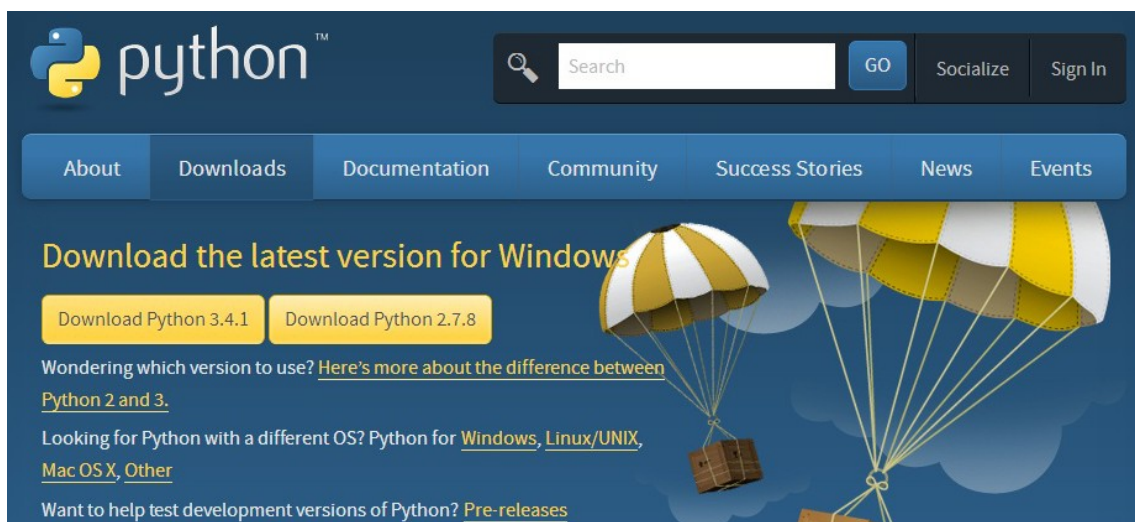 python™
Search GO Socialize Sign In
About Downloads Documentation Community Success Stories News Events
Download the latest version for Windows
Download Python 3.4.1 Download Python 2.7.8
Wondering which version to use? Here's more about the difference between
Python 2 and 3.
Looking for Python with a different OS? Python for Windows, Linux/UNIX,
Mac OS X, Other
Want to help test development versions of Python? Pre-releases